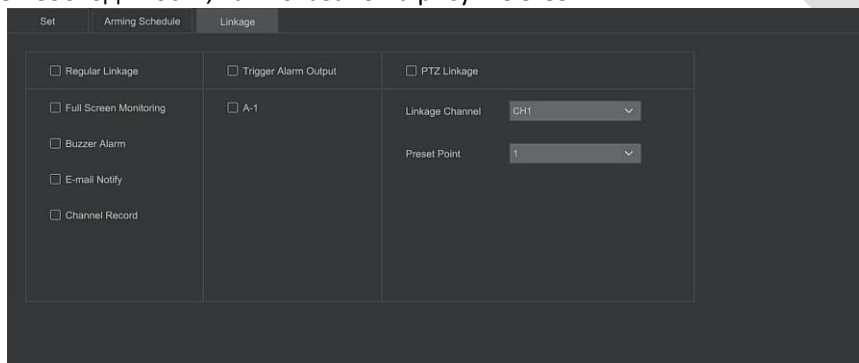 Set Arming Schedule Linkage
Regular Linkage Trigger Alarm Output PTZ Linkage
Full Screen Monitoring A-1 Linkage Channel CH1
Buzzer Alarm Preset Point 1
E-mail Notify
Channel Record